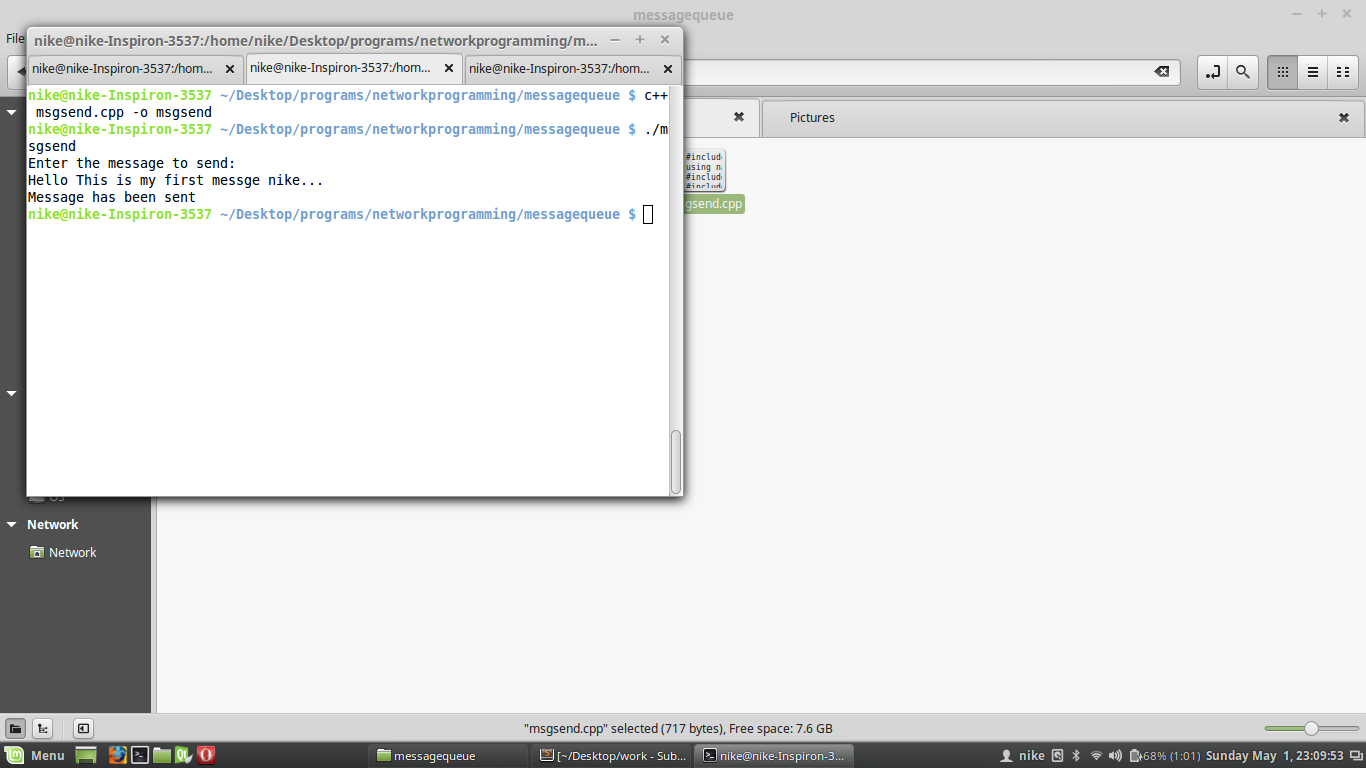 messagequeue
File
nike@nike-Inspiron-3537:/home/nike/Desktop/programs/networkprogramming/m...
nike@nike-Inspiron-3537:/hom...
nike@nike-Inspiron-3537:/hom...
nike@nike-Inspiron-3537:/hom...
nike@nike-Inspiron-3537 ~/Desktop/programs/networkprogramming/messagequeue $ c++
msgsend.cpp -o msgsend
nike@nike-Inspiron-3537 ~/Desktop/programs/networkprogramming/messagequeue $ ./m
sgsend
Enter the message to send:
Hello This is my first messge nike...
Message has been sent
nike@nike-Inspiron-3537 ~/Desktop/programs/networkprogramming/messagequeue $
Pictures
#include
using n
#include
#include
gsend.cpp
OS
Network
Network
"msgsend.cpp" selected (717 bytes), Free space: 7.6 GB
Menu
messagequeue
[~/Desktop/work - Sub...
nike@nike-Inspiron-3...
nike
68% (1:01)
Sunday May 1, 23:09:53